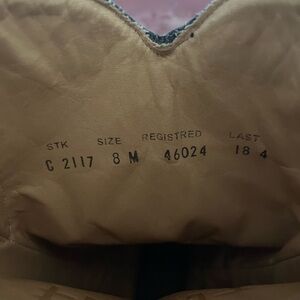 STK SIZE REGISTRED LAST
C 2117 8 M 46024 18 4